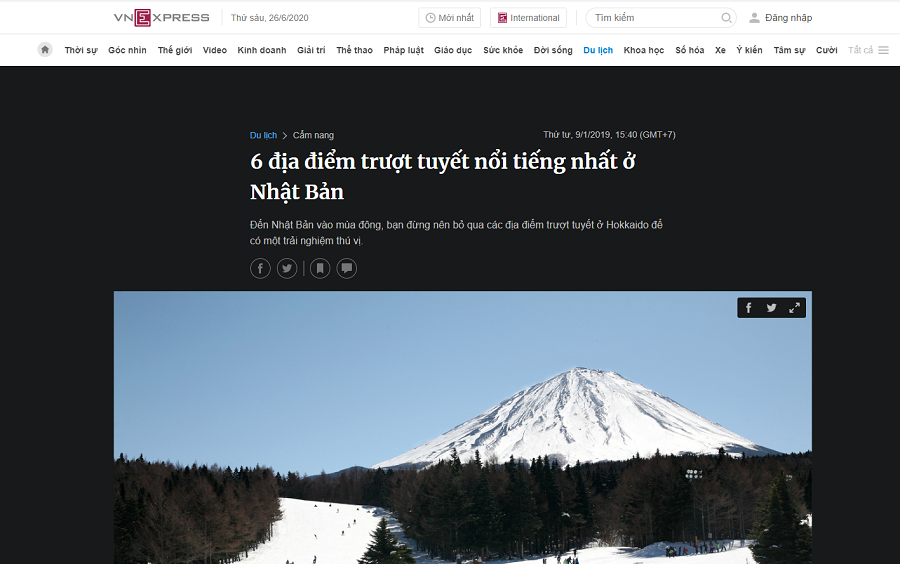 VNEXPRESS
Thứ sáu, 26/6/2020
Mới nhất
International
Tìm kiếm
Đăng nhập
Thời sự Góc nhìn Thế giới Video Kinh doanh Giải trí Thể thao Pháp luật Giáo dục Sức khỏe Đời sống Du lịch Khoa học Số hóa Xe Ý kiến Tâm sự Cười Tất cả
Du lịch > Cẩm nang
Thứ tư, 9/1/2019, 15:40 (GMT+7)
6 địa điểm trượt tuyết nổi tiếng nhất ở
Nhật Bản
Đến Nhật Bản vào mùa đông, bạn đừng nên bỏ qua các địa điểm trượt tuyết ở Hokkaido để
có một trải nghiệm thú vị.